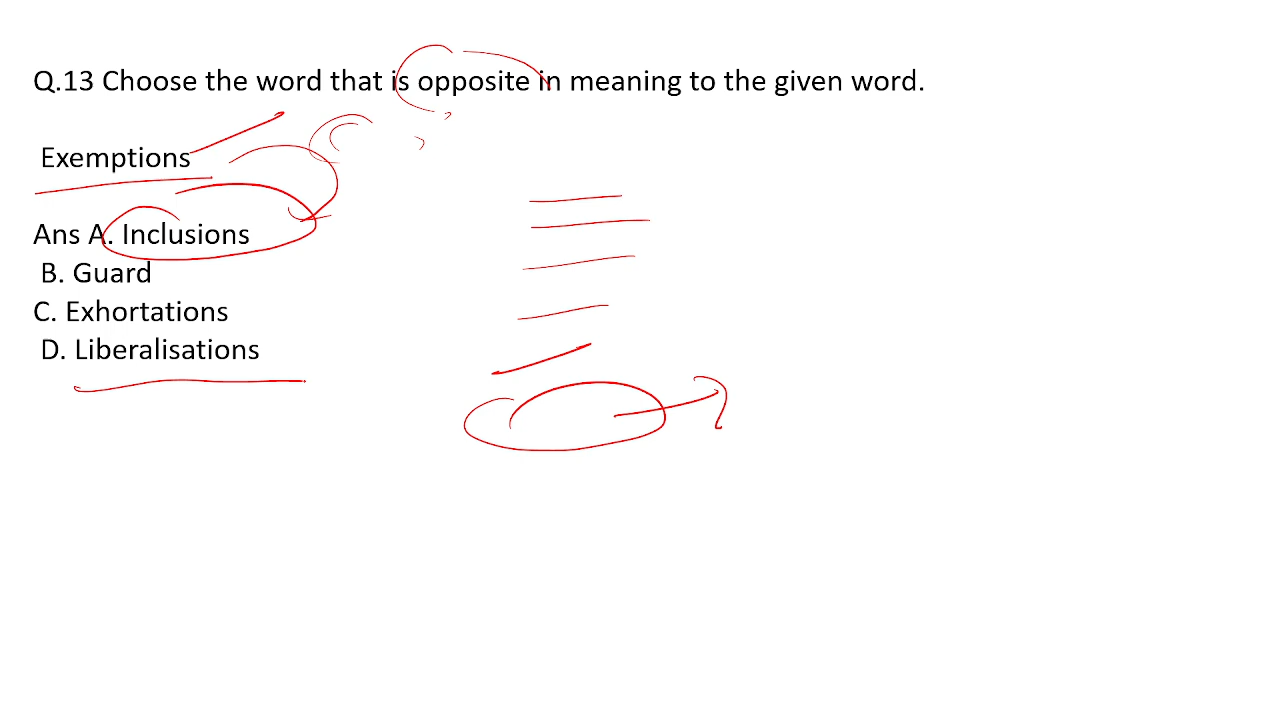 Q.13 Choose the word that is opposite in meaning to the given word.
Exemptions
Ans A. Inclusions
B. Guard
C. Exhortations
D. Liberalisations